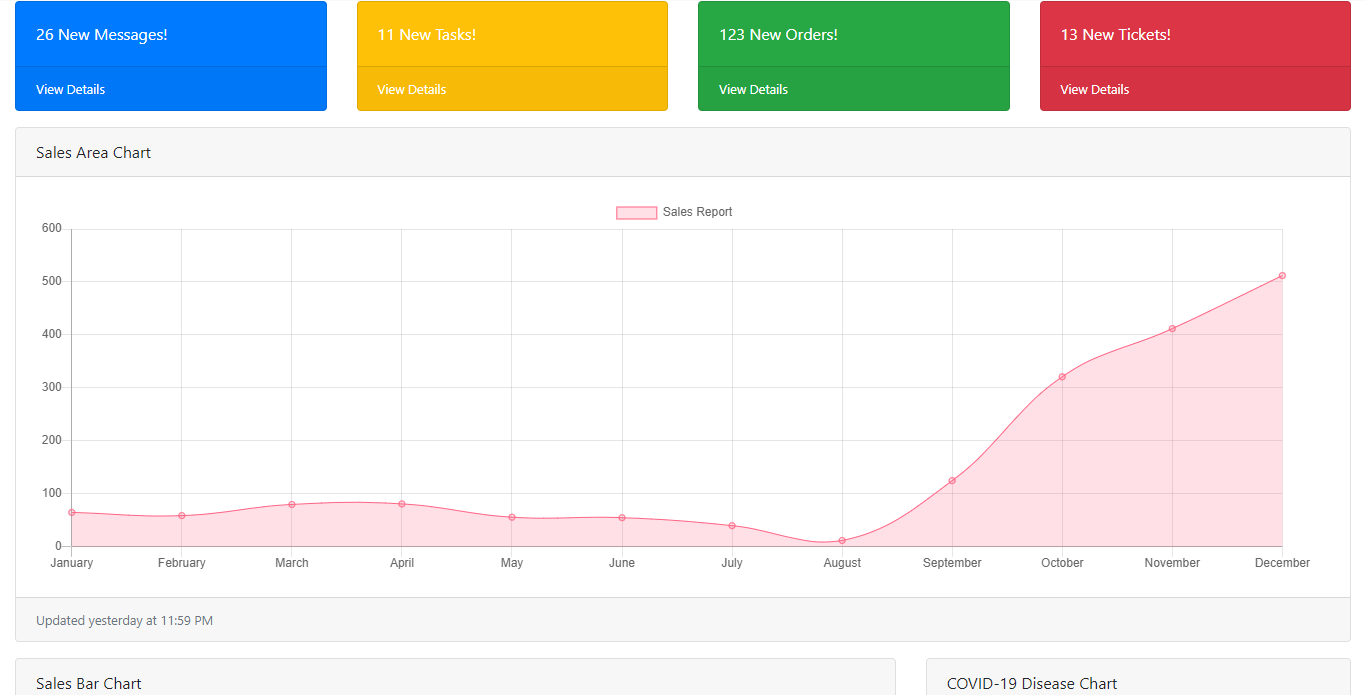 26 New Messages!
11 New Tasks!
123 New Orders!
13 New Tickets!
View Details
View Details
View Details
View Details
Sales Area Chart
Sales Report
600
500
400
300
200
100
0
January February March April May June July August September October November December
Updated yesterday at 11:59 PM
Sales Bar Chart
COVID-19 Disease Chart